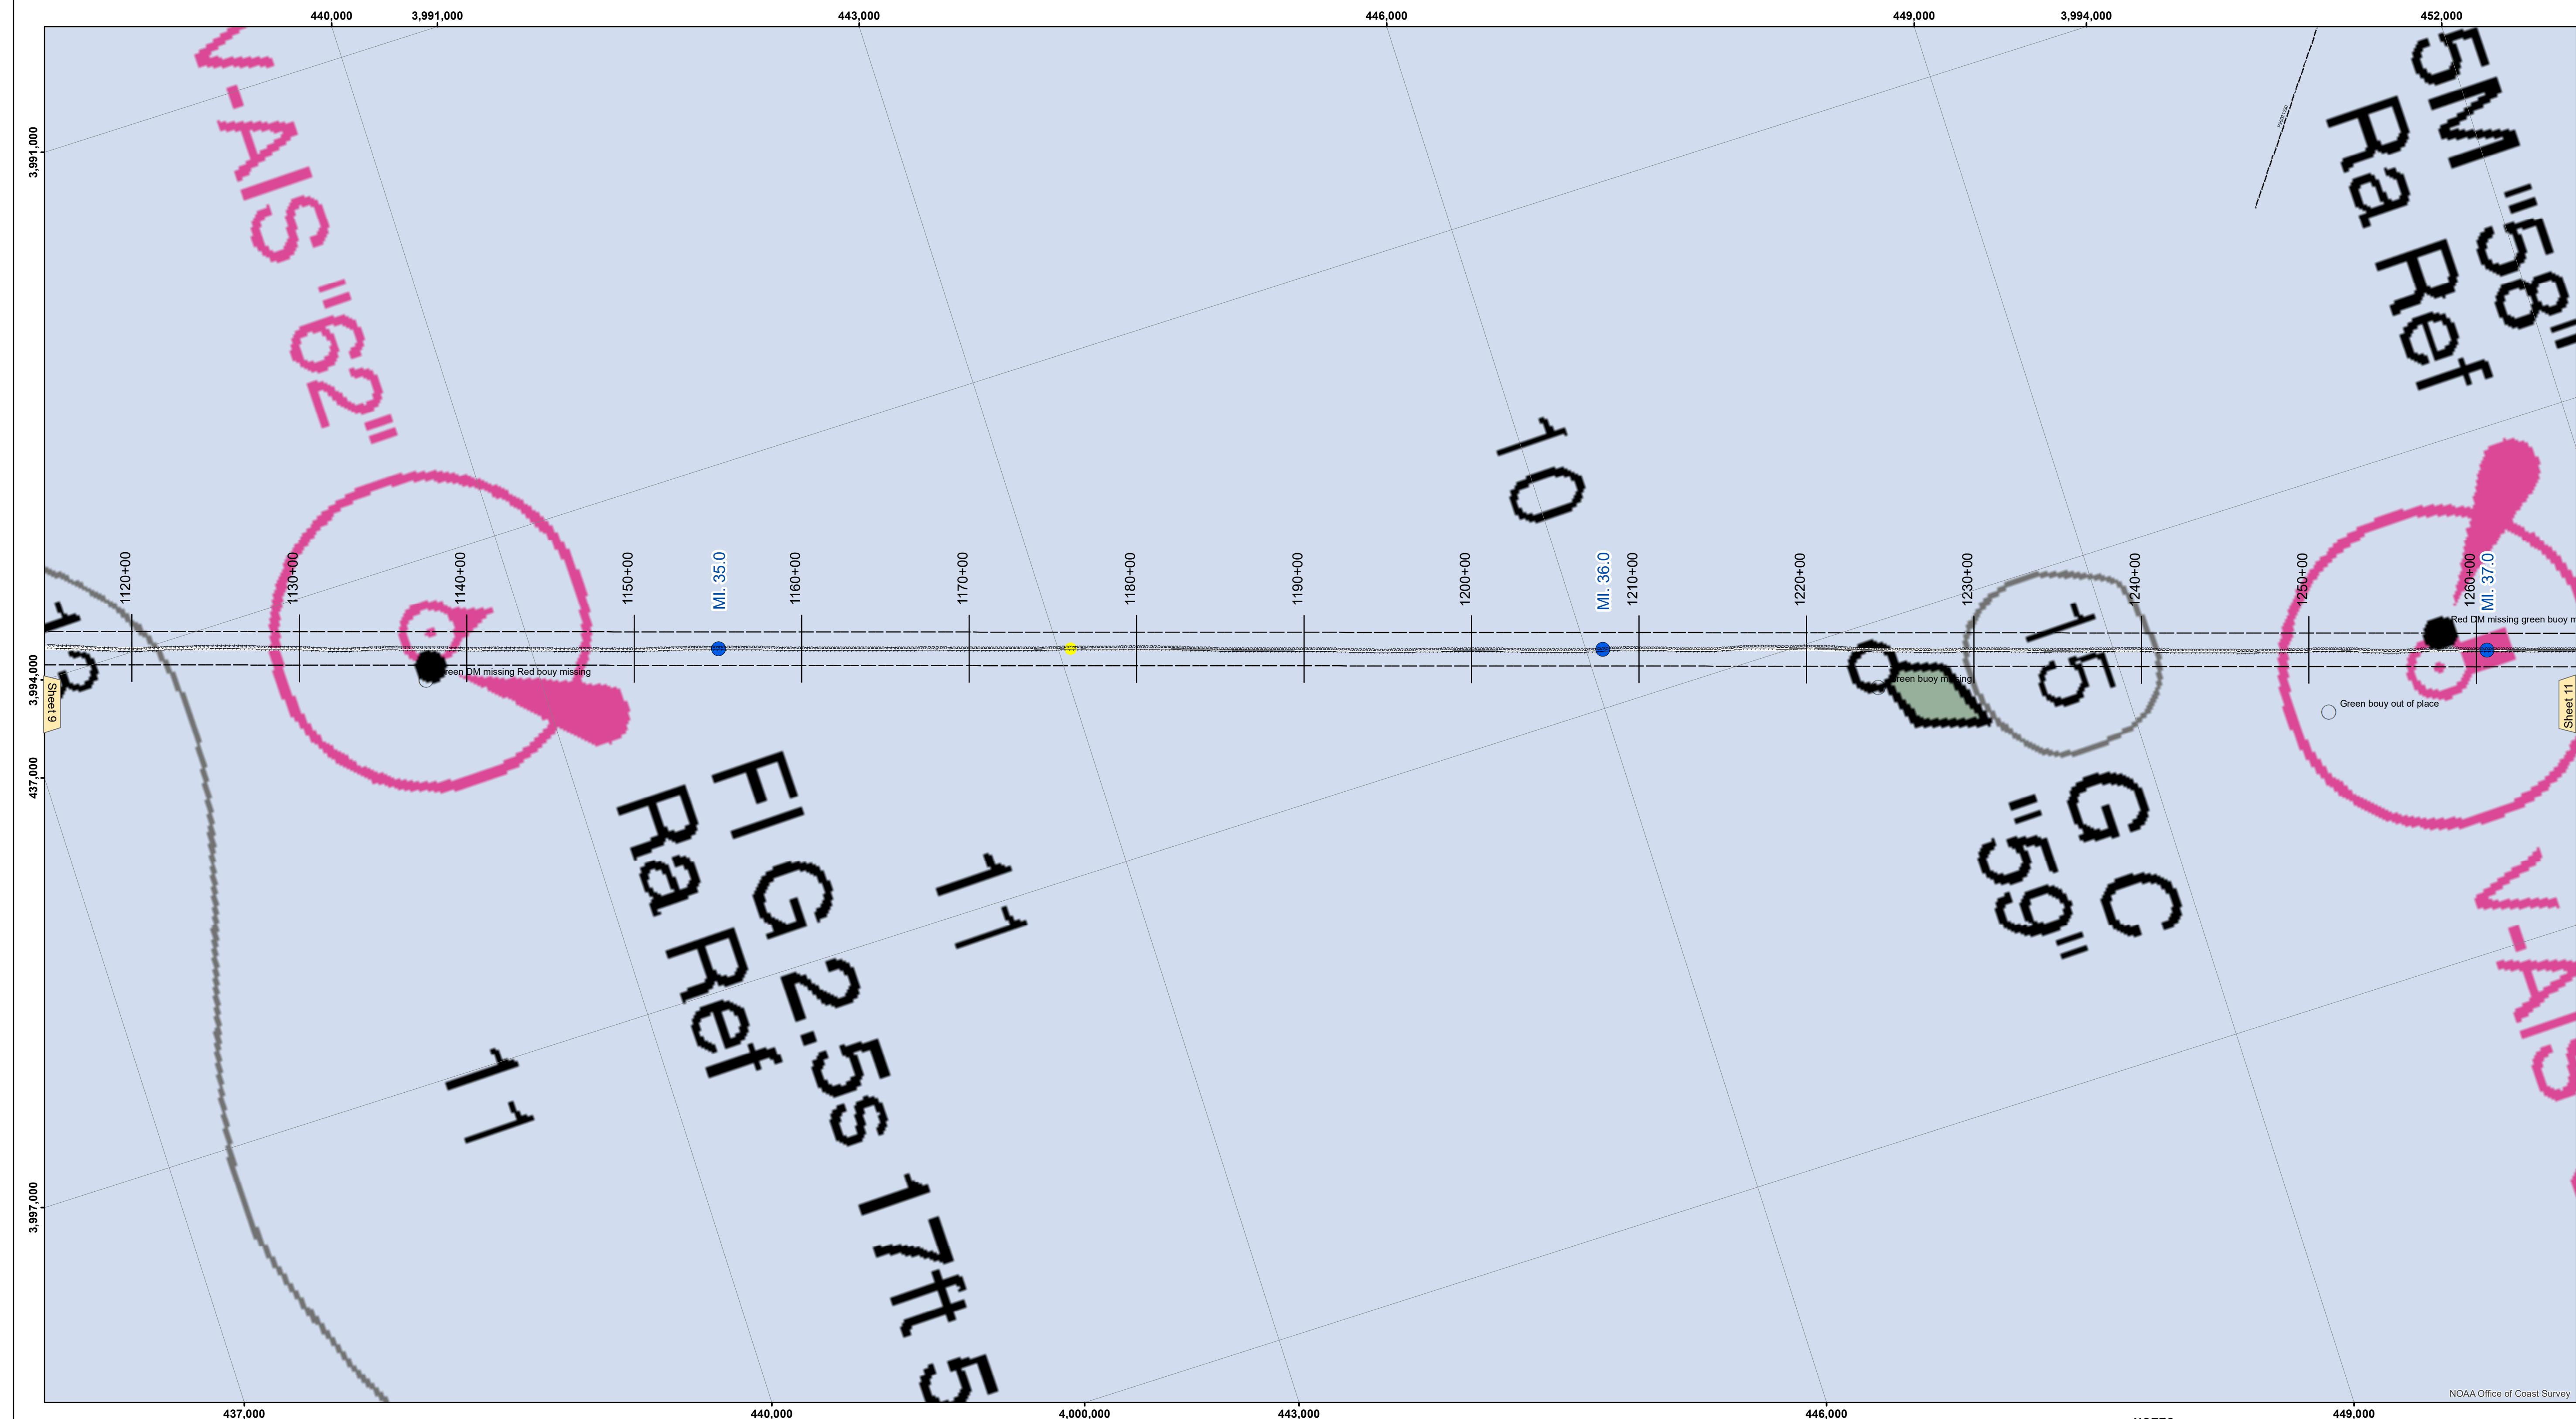 440,000
3,991,000
443,000
446,000
449,000
3,994,000
452,000
3,991,000
V-AIS "62"
5M "58"
Ra Ref
10
1120+00
1130+00
1140+00
1150+00
MI. 35.0
1160+00
1170+00
1180+00
1190+00
1200+00
MI. 36.0
1210+00
1220+00
1230+00
1240+00
1250+00
1260+00
MI. 37.0
15
3,994,000
Sheet 9
Green DM missing Red bouy missing
Green buoy missing
Red DM missing green buoy m
Green bouy out of place
Sheet 11
437,000
Fl G 2.5s 17ft 5
Ra Ref
11
11
G C
"59"
V-AIS
3,997,000
NOAA Office of Coast Survey
437,000
440,000
4,000,000
443,000
446,000
449,000